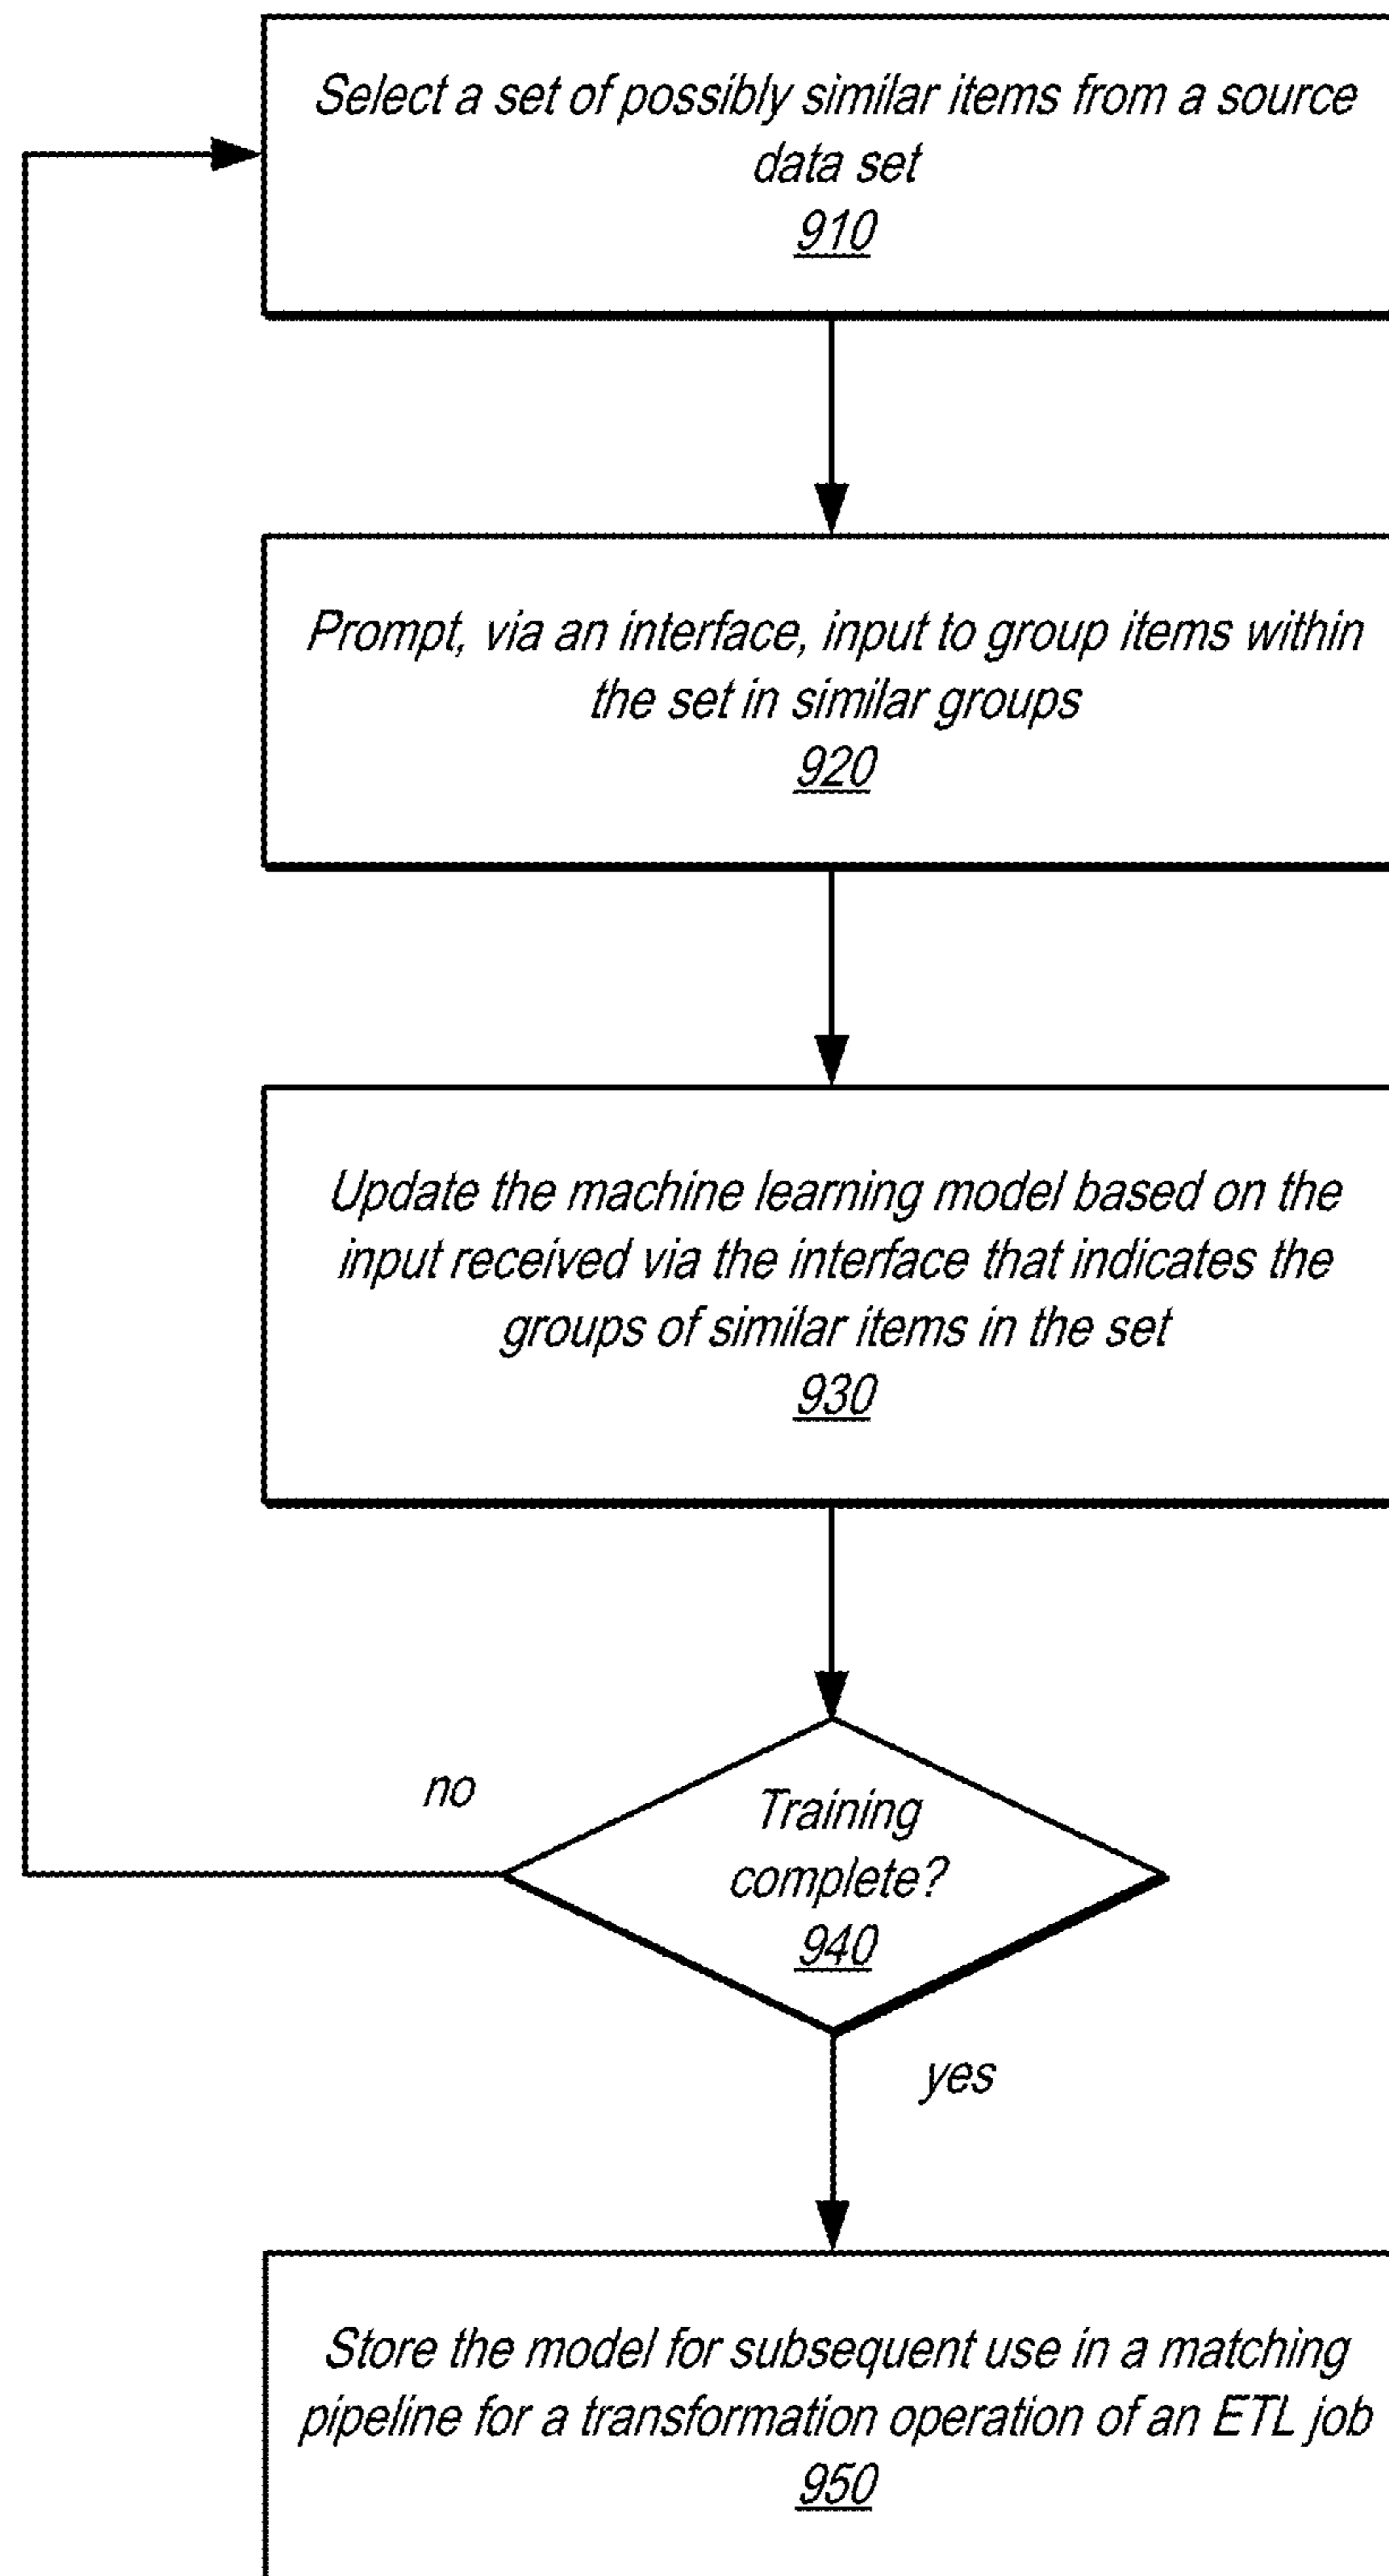 Select a set of possibly similar items from a source
data set
910
Prompt, via an interface, input to group items within
the set in similar groups
920
Update the machine learning model based on the
input received via the interface that indicates the
groups of similar items in the set
930
no
Training
complete?
940
yes
Store the model for subsequent use in a matching
pipeline for a transformation operation of an ETL job
950